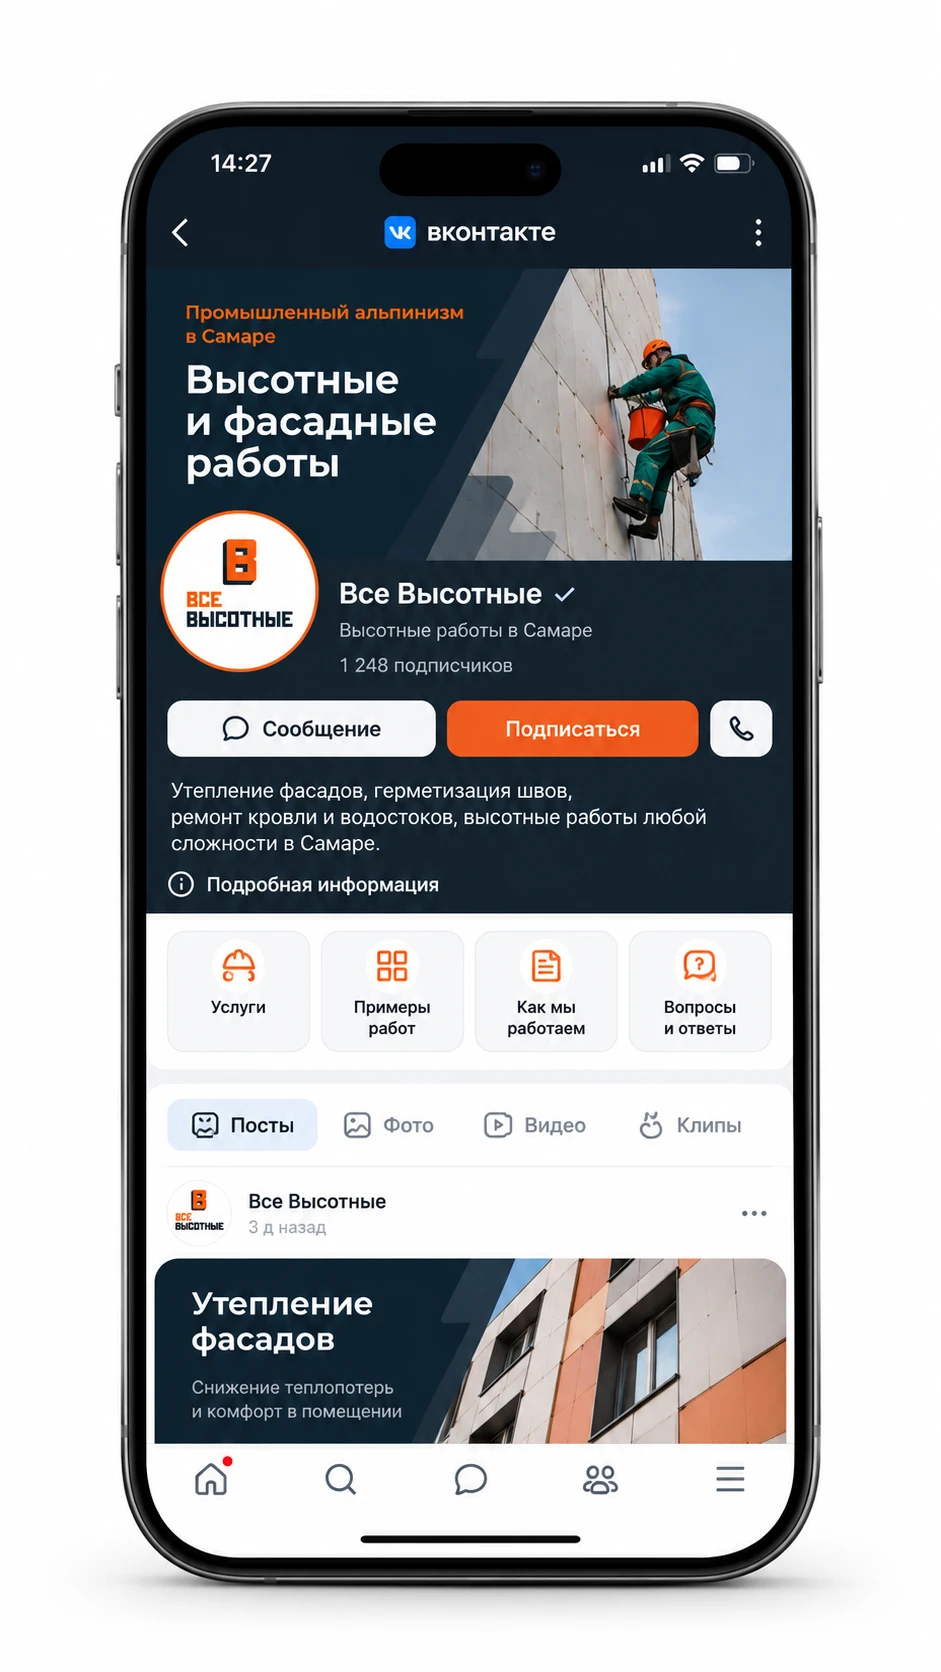 14:27
вконтакте
Промышленный альпинизм
в Самаре
Высотные
и фасадные
работы
В
ВСЕ
ВЫСОТНЫЕ
Все Высотные
Высотные работы в Самаре
1 248 подписчиков
Сообщение
Подписаться
Утепление фасадов, герметизация швов,
ремонт кровли и водостоков, высотные работы любой
сложности в Самаре.
Подробная информация
Услуги
Примеры
работ
Как мы
работаем
Вопросы
и ответы
Посты
Фото
Видео
Клипы
В
ВСЕ
ВЫСОТНЫЕ
Все Высотные
3 д назад
Утепление
фасадов
Снижение теплопотерь
и комфорт в помещении